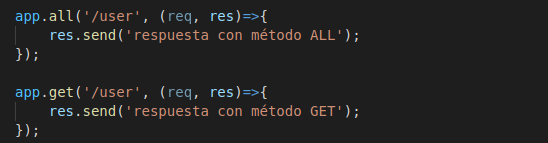 app.all('/user', (req, res)=>{
    res.send('respuesta con método ALL');
});

app.get('/user', (req, res)=>{
    res.send('respuesta con método GET');
});